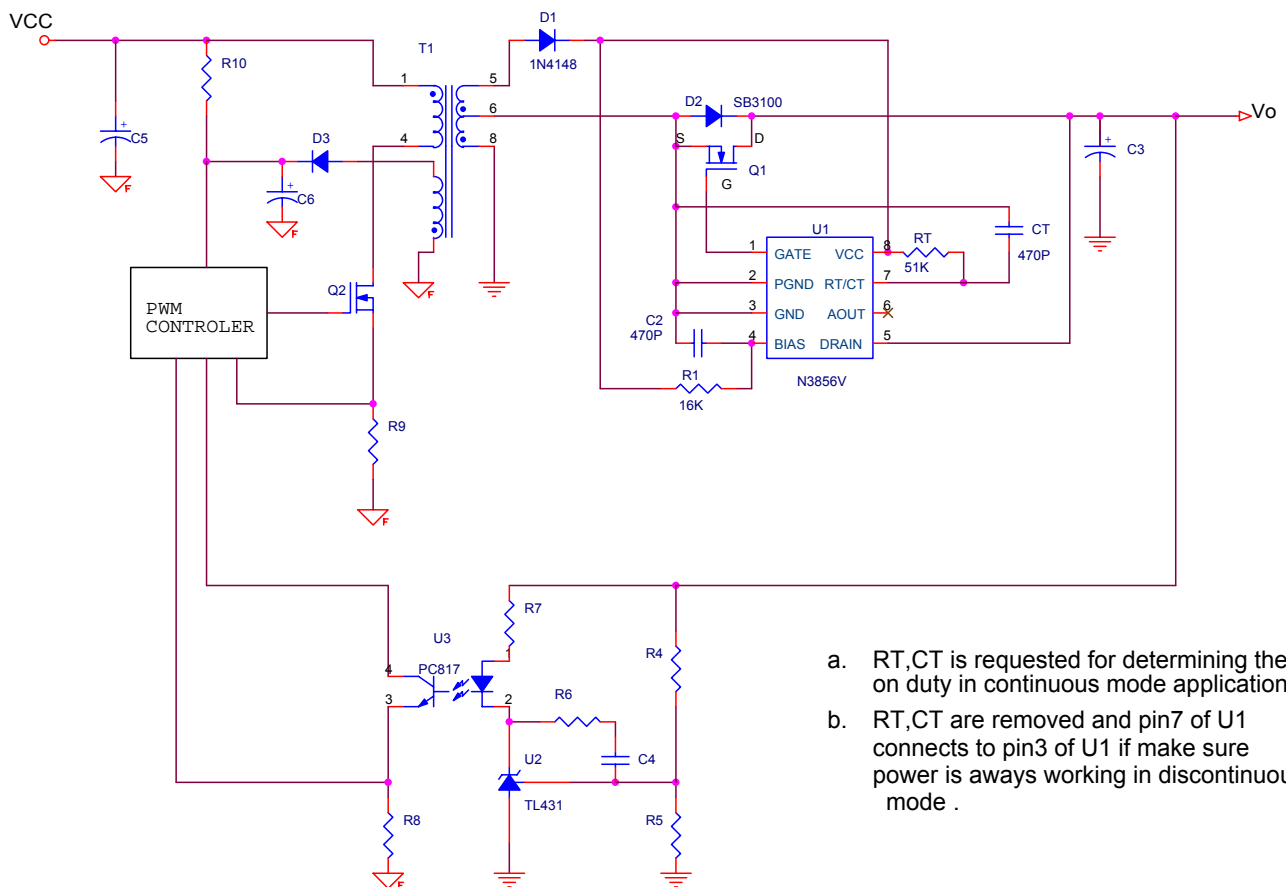 VCC
D1
T1
1N4148
R10
1
5
6
D2
SB3100
Vo
C5
D3
4
8
S
D
C3
+
+
+
Q1
G
C6
F
F
F
U1
CT
470P
RT
51K
1
GATE
VCC
8
2
PGND
RT/CT
7
3
GND
AOUT
6
4
BIAS
DRAIN
5
Q2
PWM
CONTROLER
C2
470P
R1
16K
N3856V
R9
F
R7
U3
PC817
4
3
1
2
R4
R6
C4
U2
TL431
R8
R5
F
a. RT,CT is requested for determining the
on duty in continuous mode application
b. RT,CT are removed and pin7 of U1
connects to pin3 of U1 if make sure
power is aways working in discontinuou
mode .